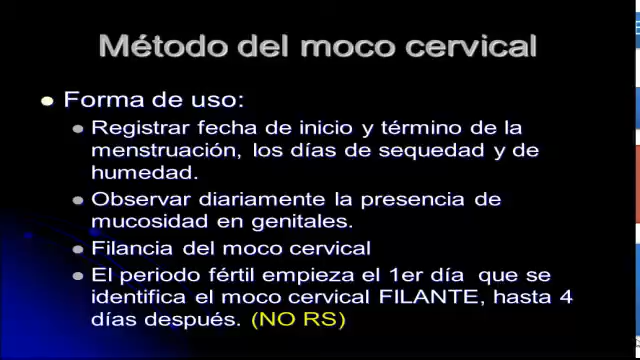 Método del moco cervical
Forma de uso:
Registrar fecha de inicio y término de la
menstruación, los días de sequedad y de
humedad.
Observar diariamente la presencia de
mucosidad en genitales.
Filancia del moco cervical
El periodo fértil empieza el 1er día que se
identifica el moco cervical FILANTE, hasta 4
días después. (NO RS)